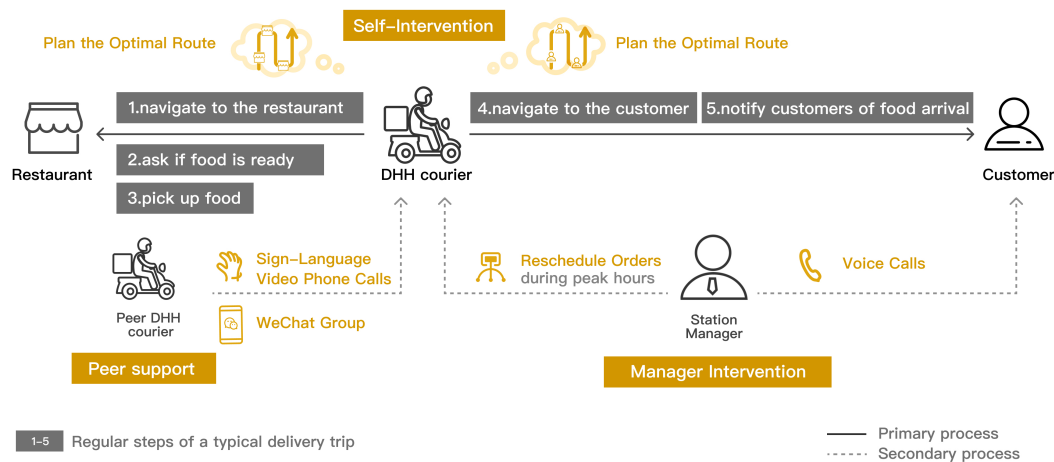 Self-Intervention
Plan the Optimal Route
Plan the Optimal Route
1.navigate to the restaurant
4.navigate to the customer
5.notify customers of food arrival
2.ask if food is ready
3.pick up food
Restaurant
DHH courier
Customer
Sign-Language
Video Phone Calls
WeChat Group
Peer DHH
courier
Peer support
Reschedule Orders
during peak hours
Voice Calls
Station
Manager
Manager Intervention
1-5 Regular steps of a typical delivery trip
Primary process
Secondary process